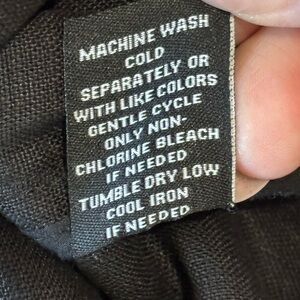 MACHINE WASH
COLD
SEPARATELY OR
WITH LIKE COLORS
GENTLE CYCLE
ONLY NON-
CHLORINE BLEACH
IF NEEDED
TUMBLE DRY LOW
COOL IRON
IF NEEDED